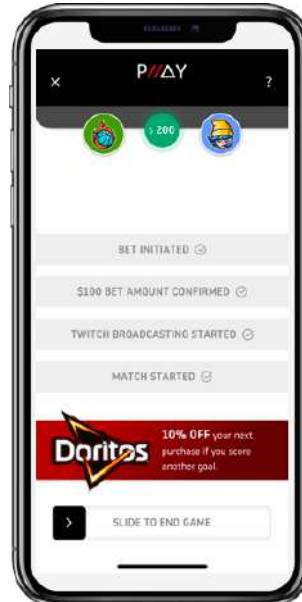 P//ΔY
?
$ 200
BET INITIATED
$100 BET AMOUNT CONFIRMED
TWITCH BROADCASTING STARTED
MATCH STARTED
Doritos
10% OFF your next
purchase if you score
another goal.
SLIDE TO END GAME